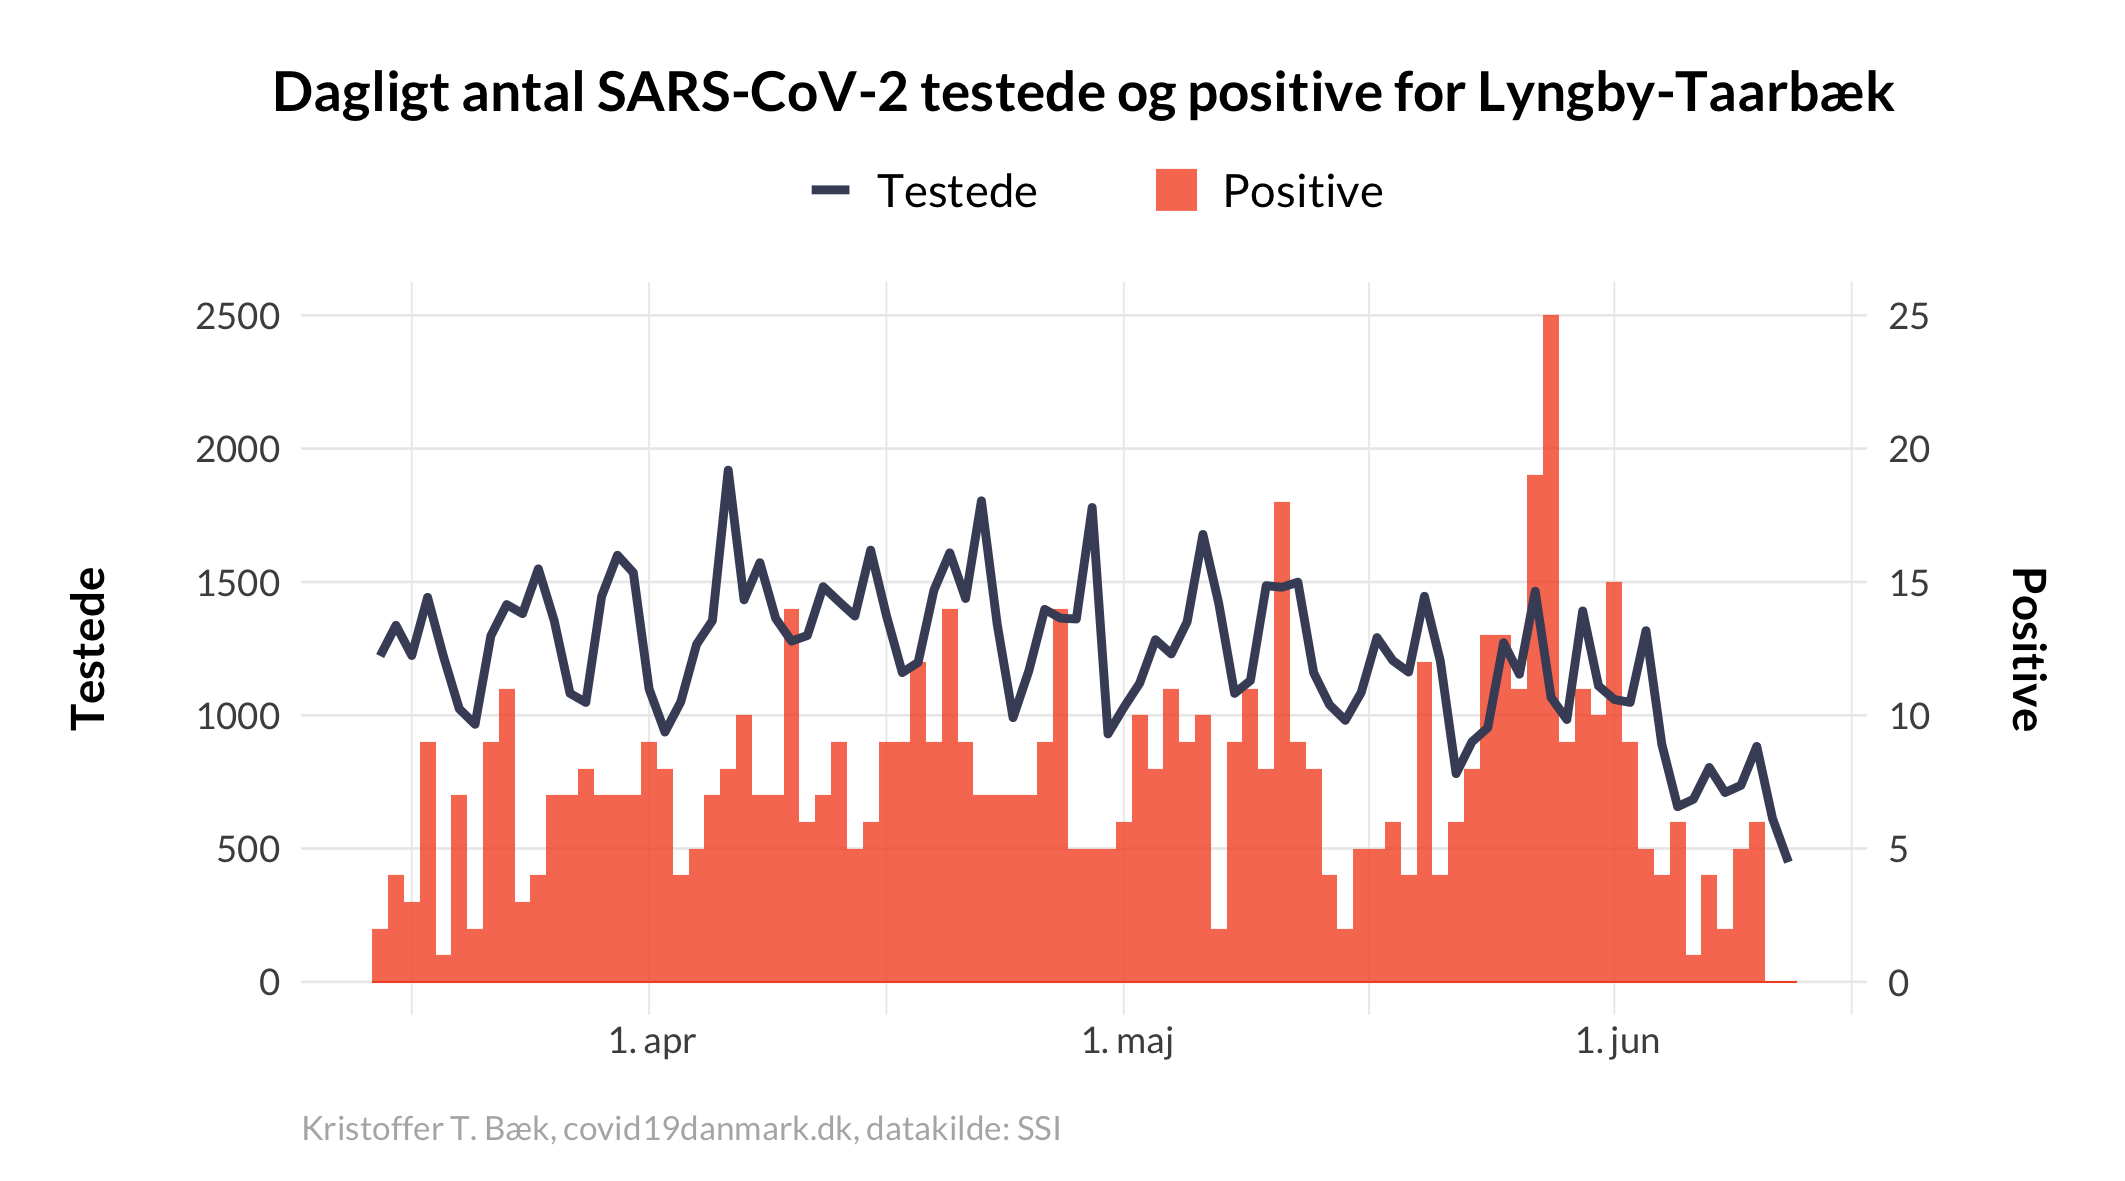 Dagligt antal SARS-CoV-2 testede og positive for Lyngby-Taarbæk
Testede
Positive
2500
2000
1500
1000
500
0
Testede
25
20
15
10
5
0
Positive
1. apr
1. maj
1. jun
Kristoffer T. Bæk, covid19danmark.dk, datakilde: SSI